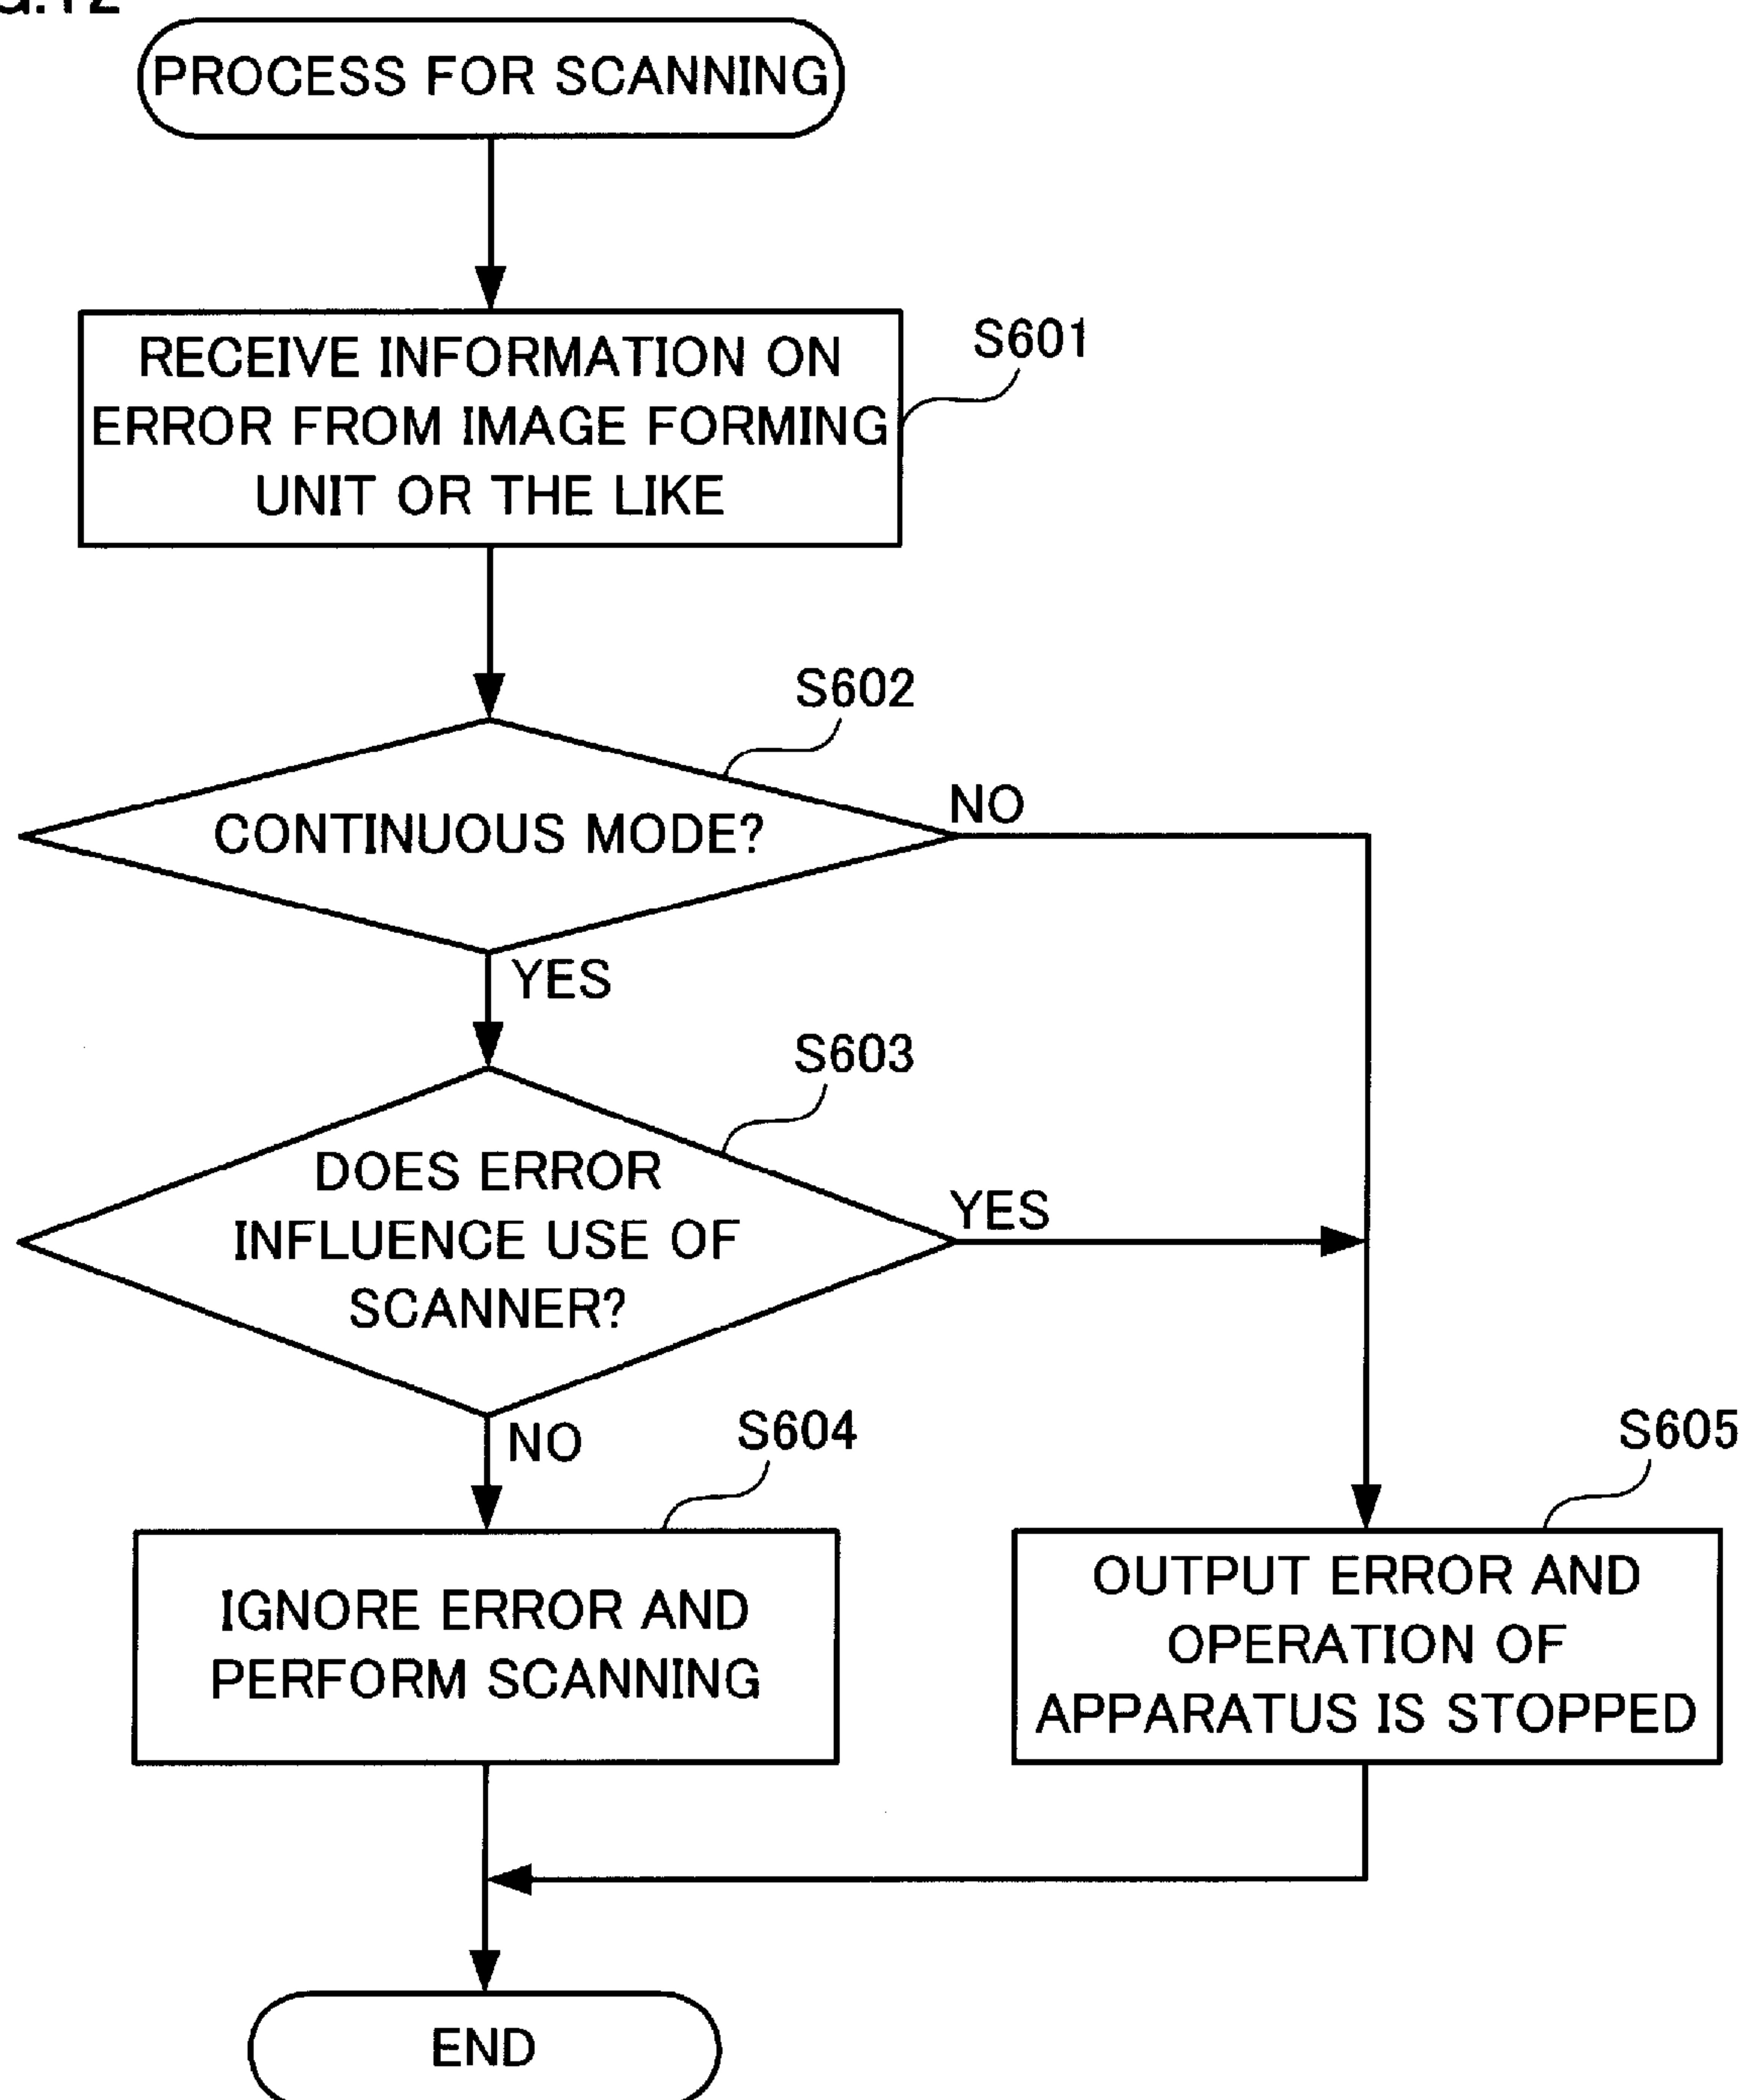 PROCESS FOR SCANNING
RECEIVE INFORMATION ON
ERROR FROM IMAGE FORMING
UNIT OR THE LIKE
S601
S602
CONTINUOUS MODE?
NO
YES
S603
DOES ERROR
INFLUENCE USE OF
SCANNER?
YES
NO
S604
IGNORE ERROR AND
PERFORM SCANNING
S605
OUTPUT ERROR AND
OPERATION OF
APPARATUS IS STOPPED
END